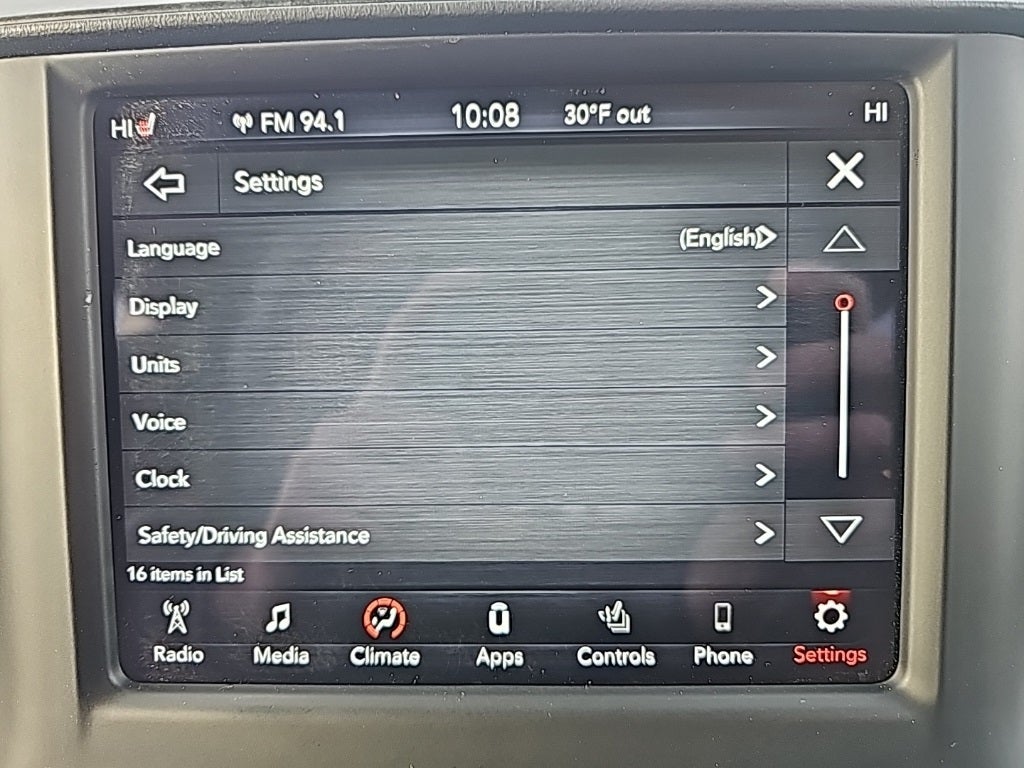 HI FM 94.1 10:08 30°F out HI
Settings
Language (English)
Display
Units
Voice
Clock
Safety/Driving Assistance
16 items in List
Radio Media Climate Apps Controls Phone Settings